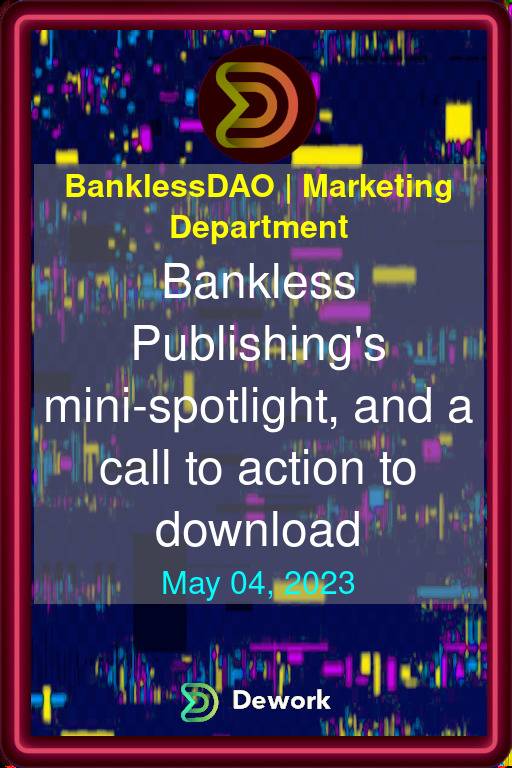 BanklessDAO | Marketing
Department
Bankless
Publishing's
mini-spotlight, and a
call to action to
download
May 04, 2023
Dework